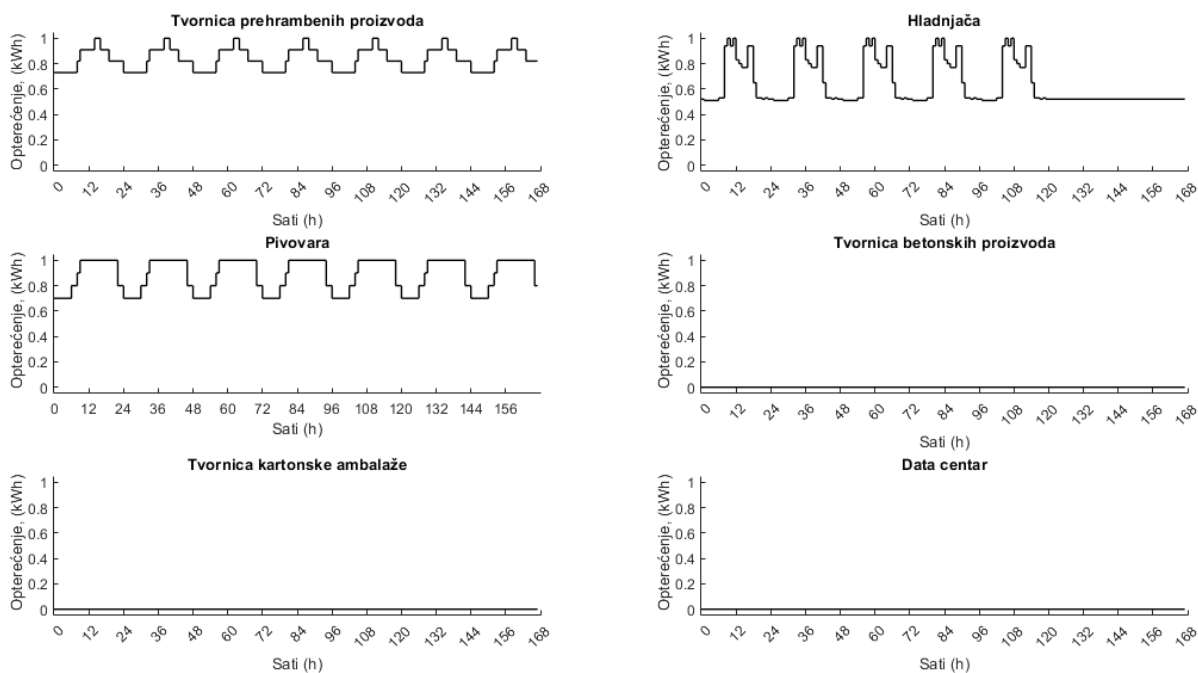 Tvornica prehrambenih proizvoda
Opterećenje, (kWh)
1
0.8
0.6
0.4
0.2
0
0 12 24 36 48 60 72 84 96 108 120 132 144 156 168
Sati (h)
Hladnjača
Opterećenje, (kWh)
1
0.8
0.6
0.4
0.2
0
0 12 24 36 48 60 72 84 96 108 120 132 144 156 168
Sati (h)
Pivovara
Opterećenje, (kWh)
1
0.8
0.6
0.4
0.2
0
0 12 24 36 48 60 72 84 96 108 120 132 144 156
Sati (h)
Tvornica betonskih proizvoda
Opterećenje, (kWh)
1
0.8
0.6
0.4
0.2
0
0 12 24 36 48 60 72 84 96 108 120 132 144 156 168
Sati (h)
Tvornica kartonske ambalaže
Opterećenje, (kWh)
1
0.8
0.6
0.4
0.2
0
0 12 24 36 48 60 72 84 96 108 120 132 144 156 168
Sati (h)
Data centar
Opterećenje, (kWh)
1
0.8
0.6
0.4
0.2
0
0 12 24 36 48 60 72 84 96 108 120 132 144 156 168
Sati (h)